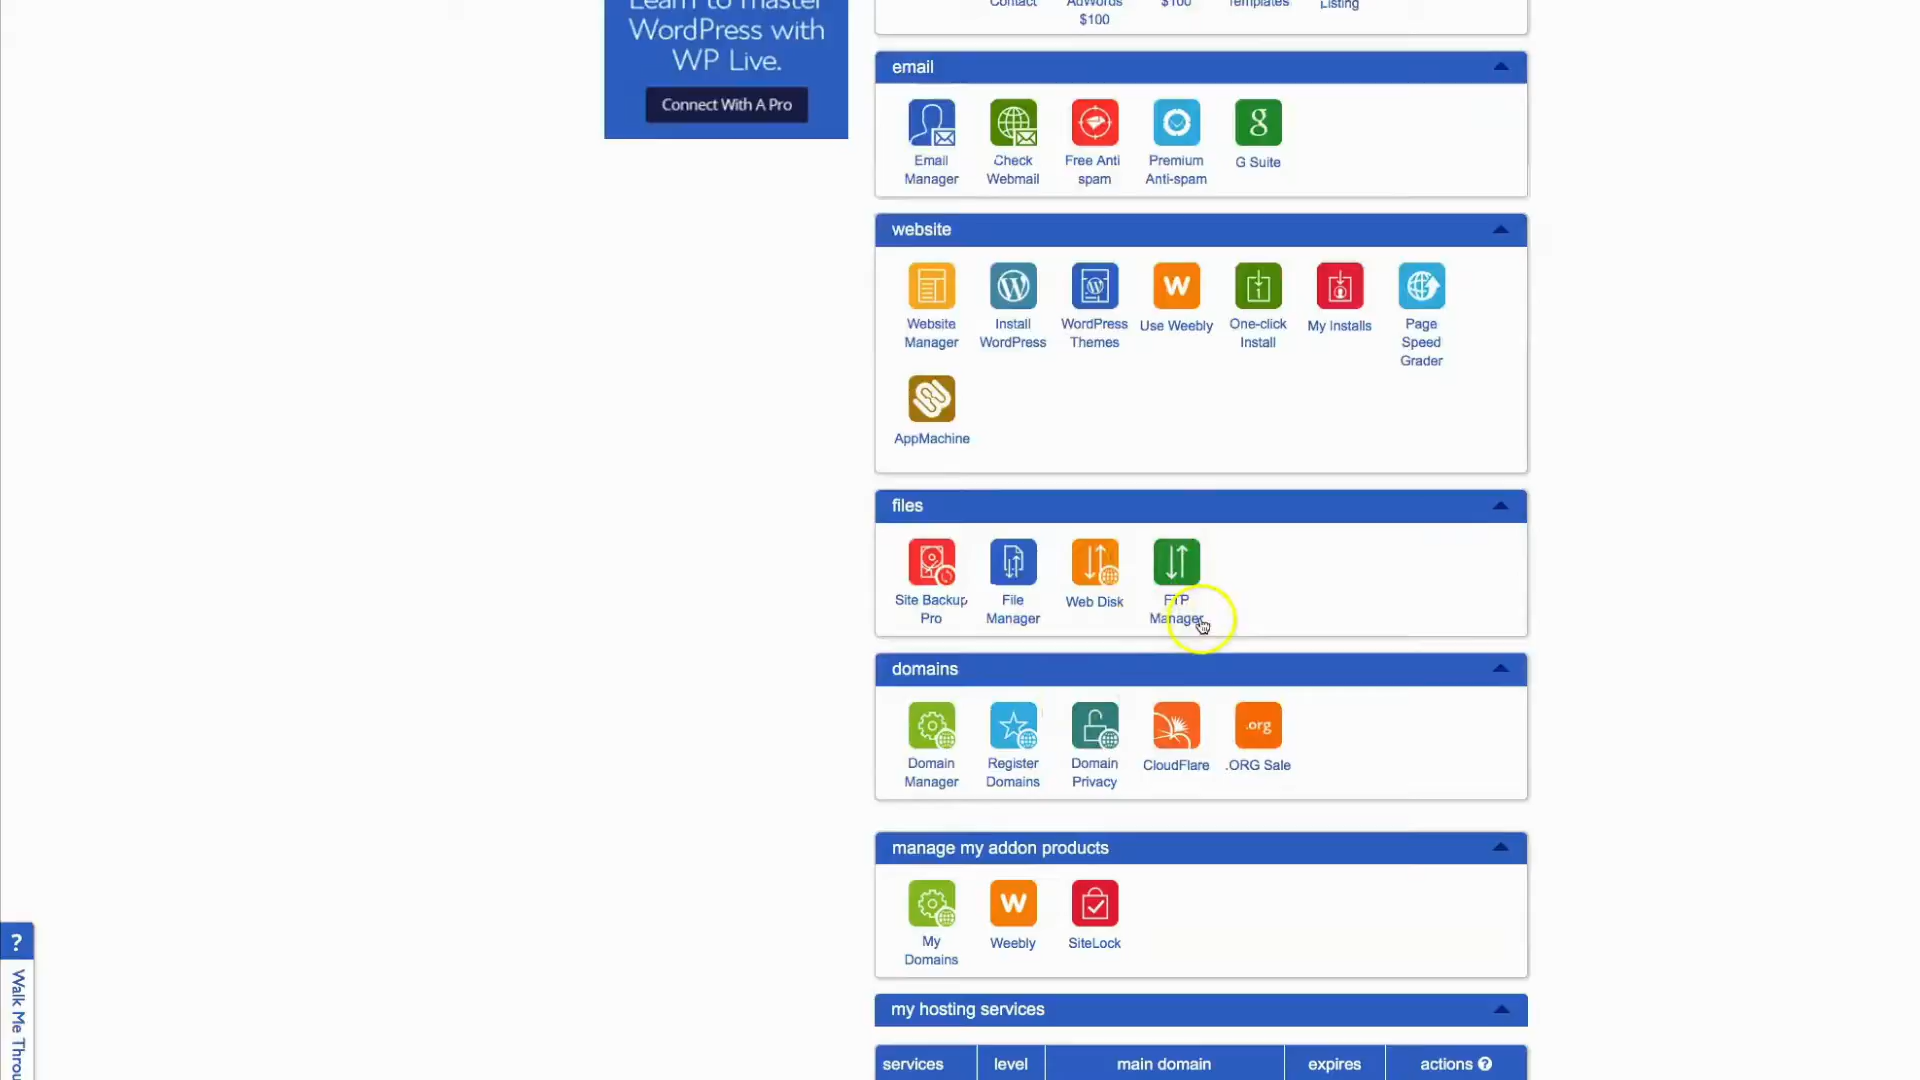 Learn to master
WordPress with
WP Live.
Connect With A Pro
Contact
AdWords
$100
$100
Templates
Listing
email
Email
Manager
Check
Webmail
Free Anti
spam
Premium
Anti-spam
g
G Suite
website
Website
Manager
Install
WordPress
WordPress
Themes
W
Use Weebly
One-click
Install
My Installs
Page
Speed
Grader
AppMachine
files
Site Backup
Pro
File
Manager
Web Disk
FTP
Manager
domains
Domain
Manager
Register
Domains
Domain
Privacy
CloudFlare
.org
.ORG Sale
manage my addon products
My
Domains
W
Weebly
SiteLock
my hosting services
services
level
main domain
expires
actions ?
?
Walk Me Throu